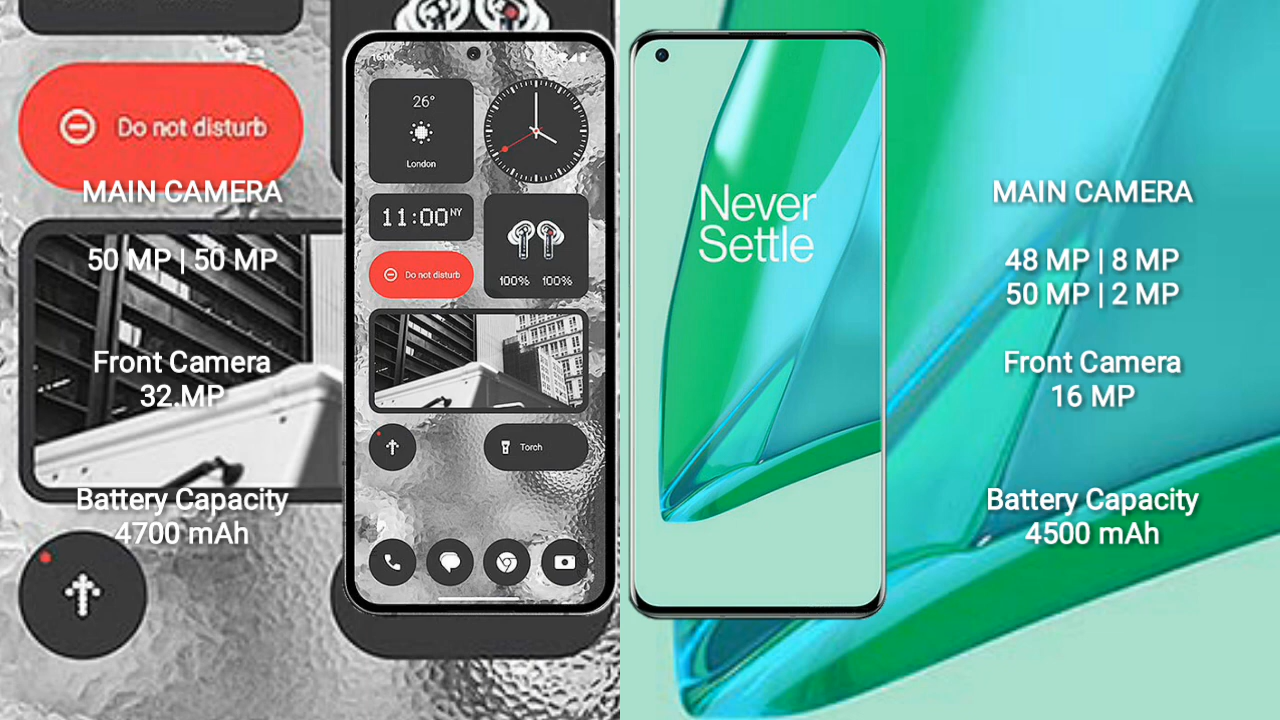 Do not disturb
MAIN CAMERA
50 MP | 50 MP
Front Camera
32.MP
Battery Capacity
4700 mAh
16:00
26°
London
11:00 NY
100% 100%
Do not disturb
Torch
Never
Settle
MAIN CAMERA
48 MP | 8 MP
50 MP | 2 MP
Front Camera
16 MP
Battery Capacity
4500 mAh